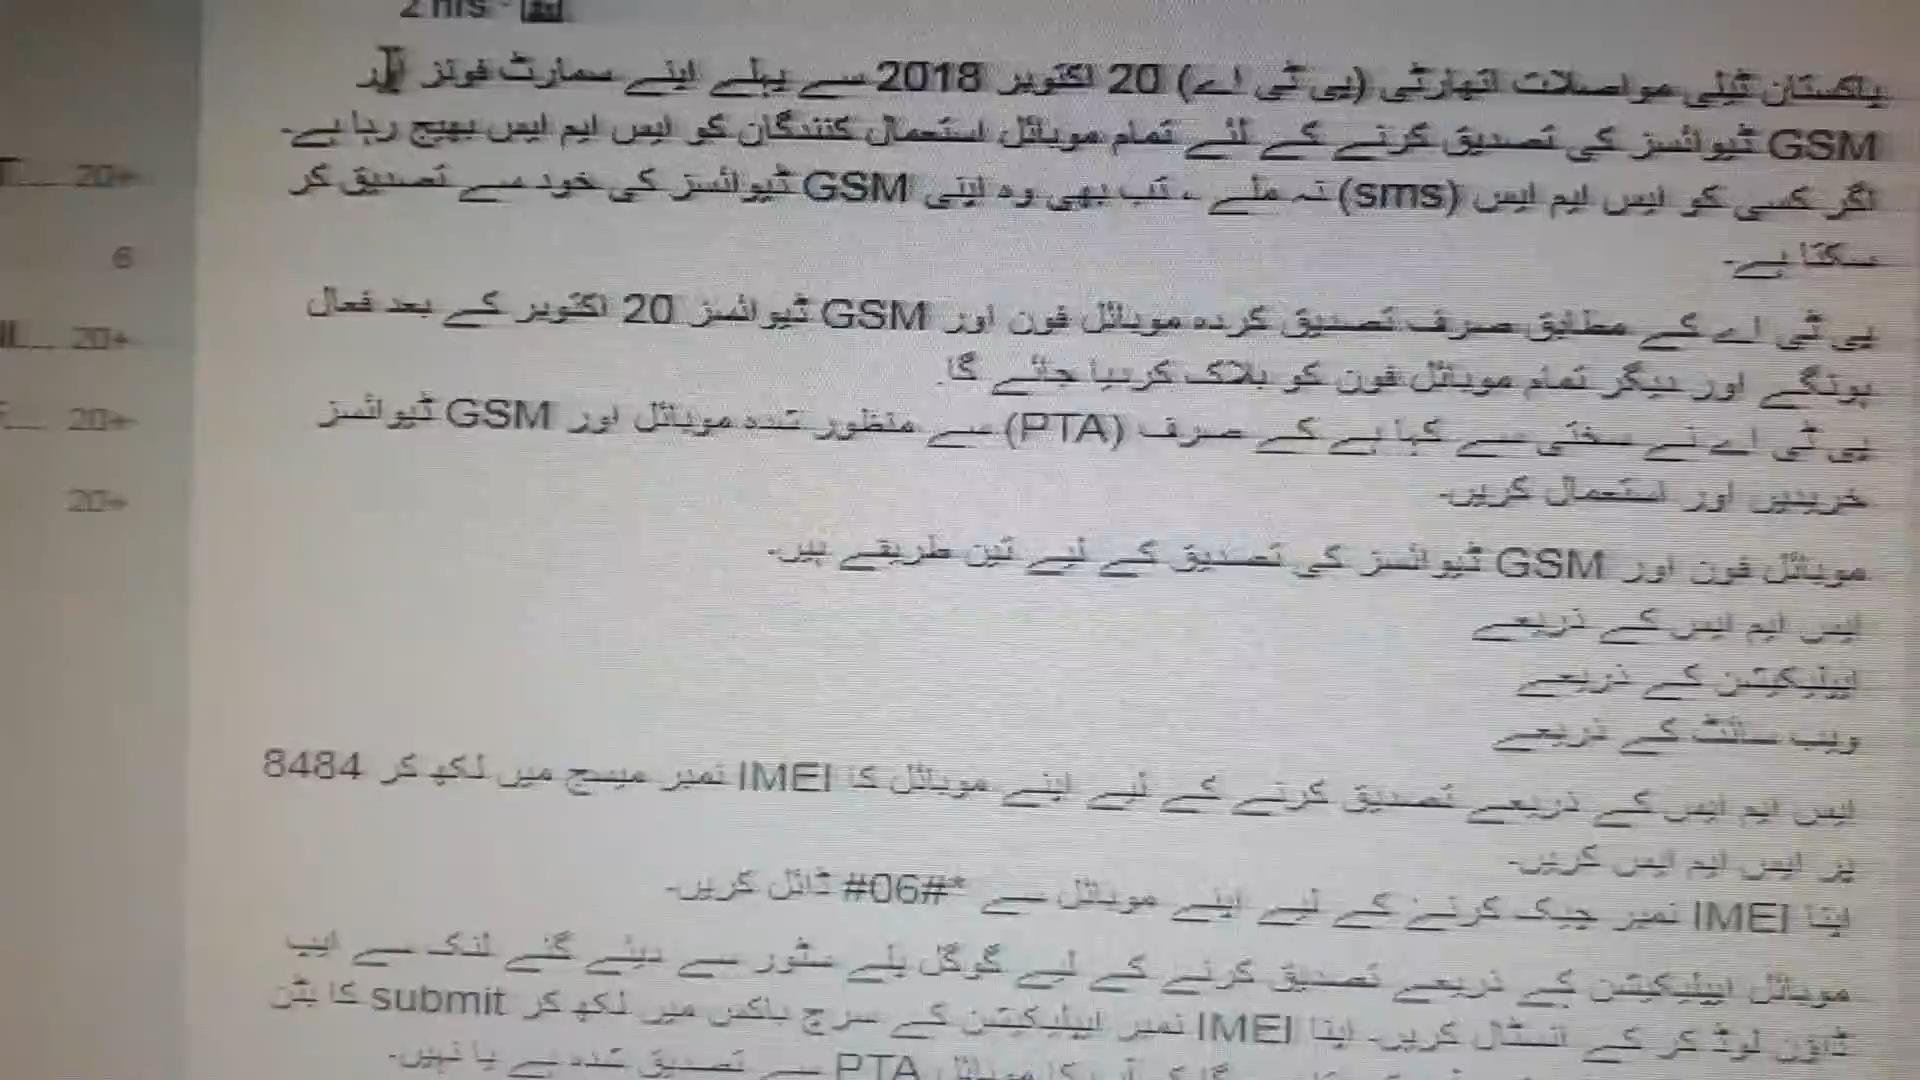 2 hrs
پاکستان ٹیلی مواصلات اتھارٹی (پی ٹی اے) 20 اکتوبر 2018 سے پہلے اپنے سمارٹ فونز اور
GSM ڈیوائسز کی تصدیق کرنے کے لئے تمام موبائل استعمال کنندگان کو ایس ایم ایس بھیج رہا ہے۔
اگر کسی کو ایس ایم ایس (sms) نہ ملے ، تب بھی وہ اپنی GSM ڈیوائسز کی خود سے تصدیق کر
سکتا ہے۔
پی ٹی اے کے مطابق صرف تصدیق کردہ موبائل فون اور GSM ڈیوائسز 20 اکتوبر کے بعد فعال
ہونگے اور دیگر تمام موبائل فون کو بلاک کردیا جائے گا.
پی ٹی اے نے سختی سے کہا ہے کے صرف (PTA) سے منظور شدہ موبائل اور GSM ڈیوائسز
خریدیں اور استعمال کریں۔
موبائل فون اور GSM ڈیوائسز کی تصدیق کے لیے تین طریقے ہیں۔
ایس ایم ایس کے ذریعے
ایپلیکیشن کے ذریعے
ویب سائٹ کے ذریعے
ایس ایم ایس کے ذریعے تصدیق کرنے کے لیے اپنے موبائل کا IMEI نمبر میسج میں لکھ کر 8484
پر ایس ایم ایس کریں۔
اپنا IMEI نمبر چیک کرنے کے لیے اپنے موبائل سے *#06# ڈائل کریں۔
موبائل ایپلیکیشن کے ذریعے تصدیق کرنے کے لیے گوگل پلے سٹور سے دیئے گئے لنک سے ایپ
ڈاؤن لوڈ کر کے انسٹال کریں۔ اپنا IMEI نمبر ایپلیکیشن کے سرچ باکس میں لکھ کر submit کا بٹن
گا کہ آپ کا موبائل PTA سے تصدیق شدہ ہے یا نہیں۔
20+
6
20+
20+
20+